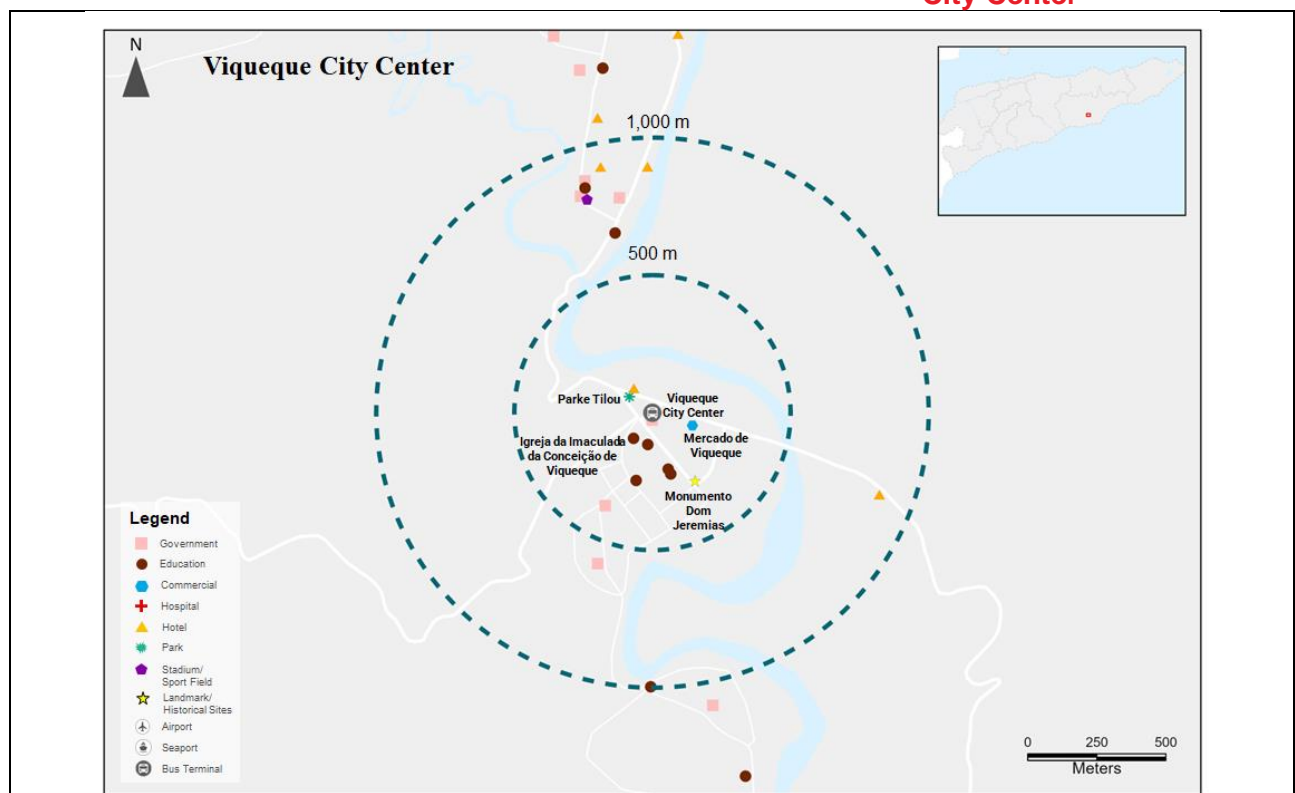 City Center
N
Viqueque City Center
1,000 m
500 m
Parke Tilou
Viqueque
City Center
Igreja da Imaculada
da Conceição de
Viqueque
Mercado de
Viqueque
Monumento
Dom
Jeremias
Legend
Government
Education
Commercial
Hospital
Hotel
Park
Stadium/
Sport Field
Landmark/
Historical Sites
Airport
Seaport
Bus Terminal
0 250 500
Meters